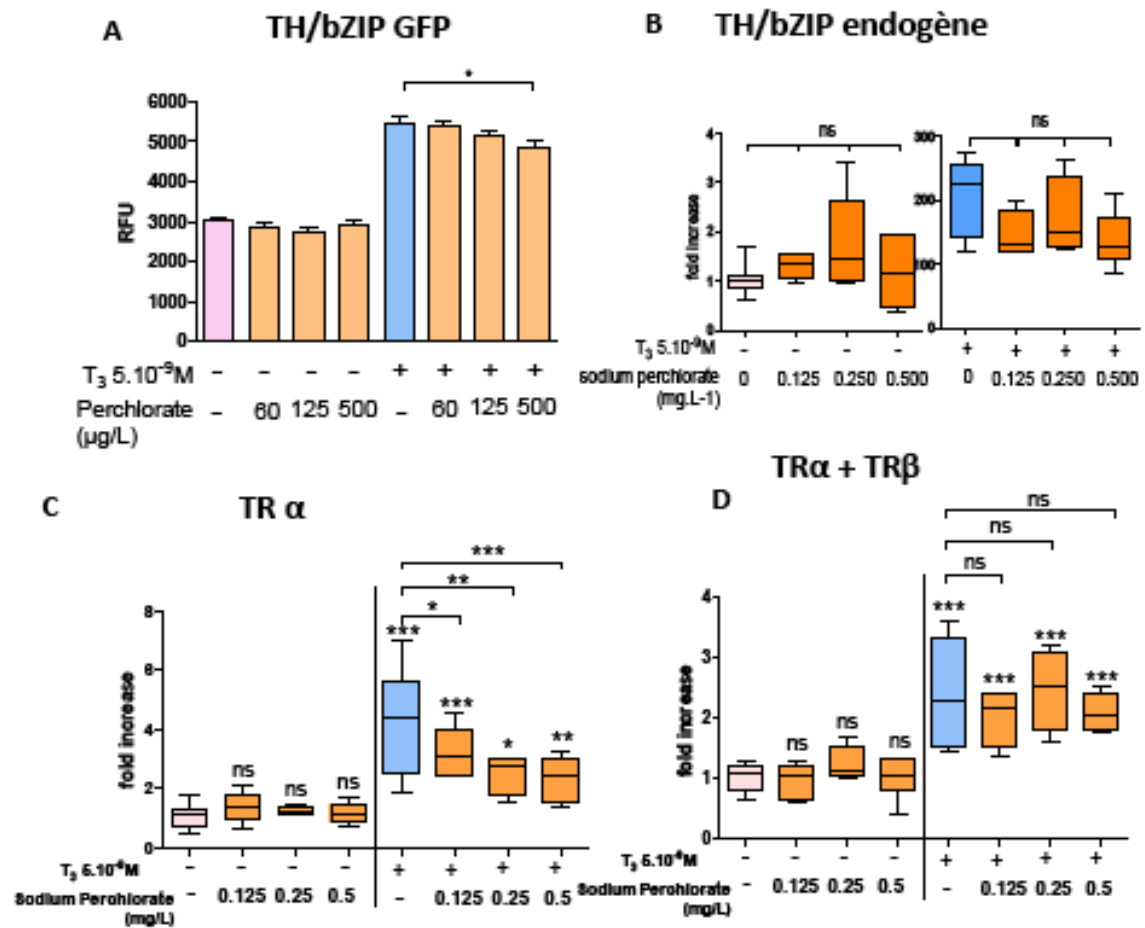 A
TH/bZIP GFP
*
6000
5000
4000
3000
2000
1000
0
RFU
T3 5.10-9M - - - - + + + +
Perchlorate - 60 125 500 - 60 125 500
(µg/L)
B
TH/bZIP endogène
ns
4
3
2
1
0
fold increase
ns
300
200
100
0
T3 5.10-9M - - - - + + + +
sodium perchlorate 0 0.125 0.250 0.500 0 0.125 0.250 0.500
(mg.L-1)
C
TR α
***
**
*
*** *** * **
ns ns ns
8
6
4
2
0
fold increase
T3 5.10-9M - - - - + + + +
Sodium Perohlorate - 0.125 0.25 0.5 - 0.125 0.25 0.5
(mg/L)
TRα + TRβ
D
ns
ns
ns
*** *** *** ***
ns ns ns
4
3
2
1
0
fold increase
T3 5.10-9M - - - - + + + +
Sodium Perohlorate - 0.125 0.25 0.5 - 0.125 0.25 0.5
(mg/L)